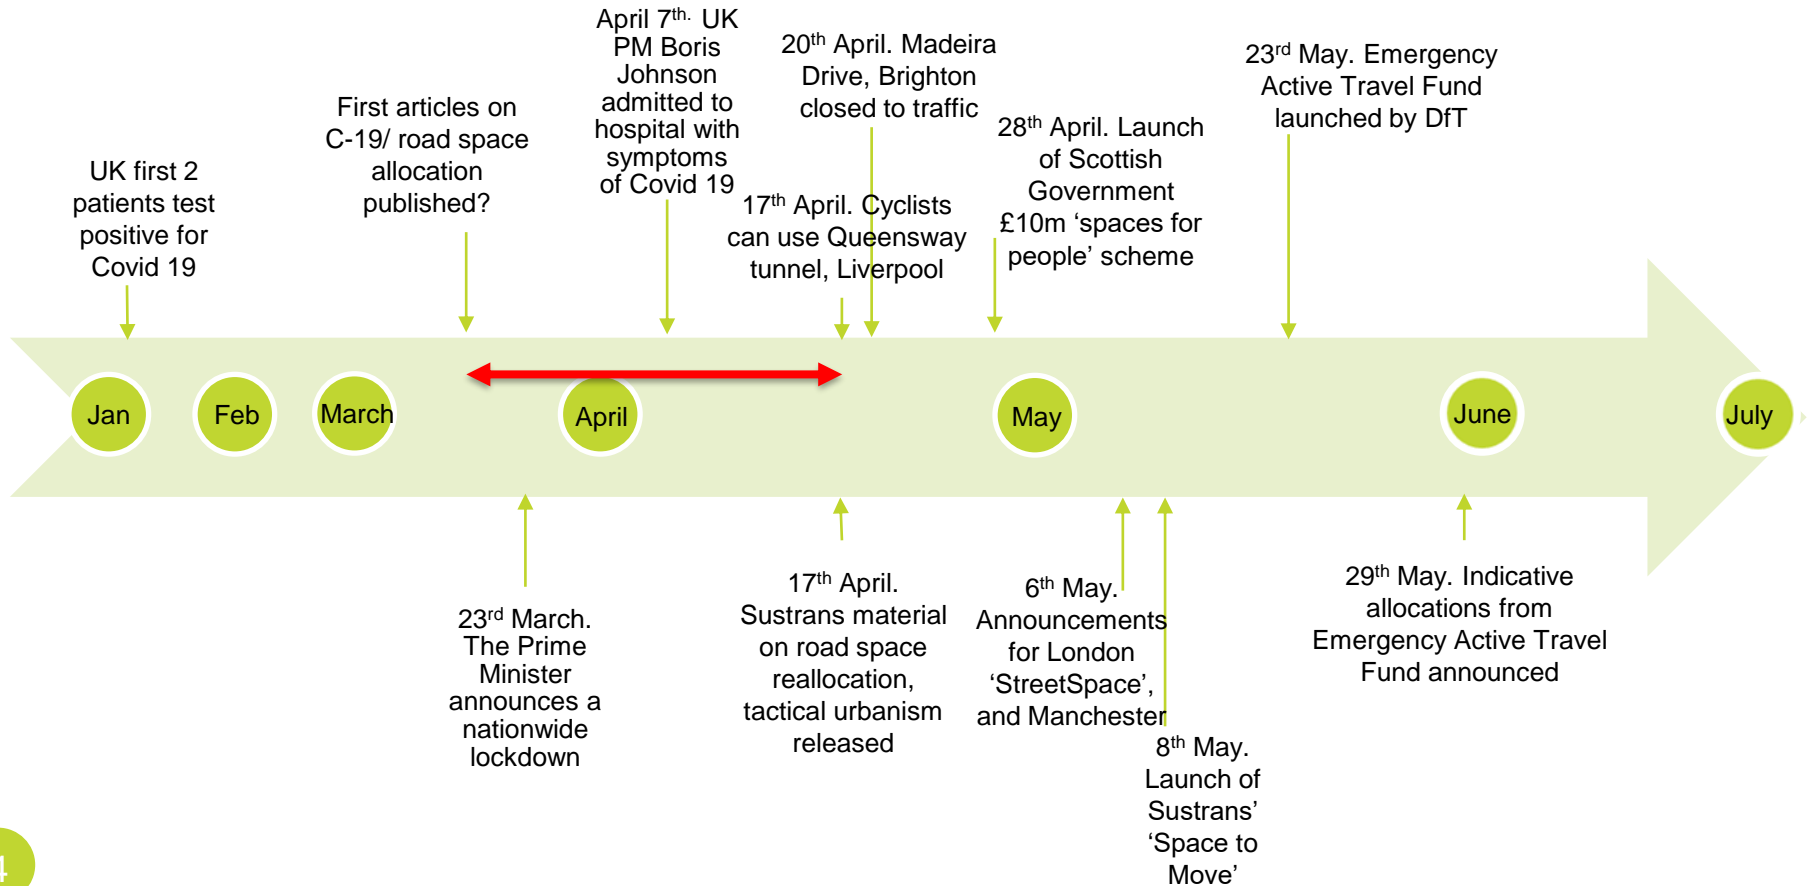 UK first 2
patients test
positive for
Covid 19
First articles on
C-19/ road space
allocation
published?
April 7th. UK
PM Boris
Johnson
admitted to
hospital with
symptoms
of Covid 19
20th April. Madeira
Drive, Brighton
closed to traffic
17th April. Cyclists
can use Queensway
tunnel, Liverpool
28th April. Launch
of Scottish
Government
£10m ‘spaces for
people’ scheme
23rd May. Emergency
Active Travel Fund
launched by DfT
Jan
Feb
March
April
May
June
July
23rd March.
The Prime
Minister
announces a
nationwide
lockdown
17th April.
Sustrans material
on road space
reallocation,
tactical urbanism
released
6th May.
Announcements
for London
‘StreetSpace’,
and Manchester
8th May.
Launch of
Sustrans’
‘Space to
Move’
29th May. Indicative
allocations from
Emergency Active Travel
Fund announced
4